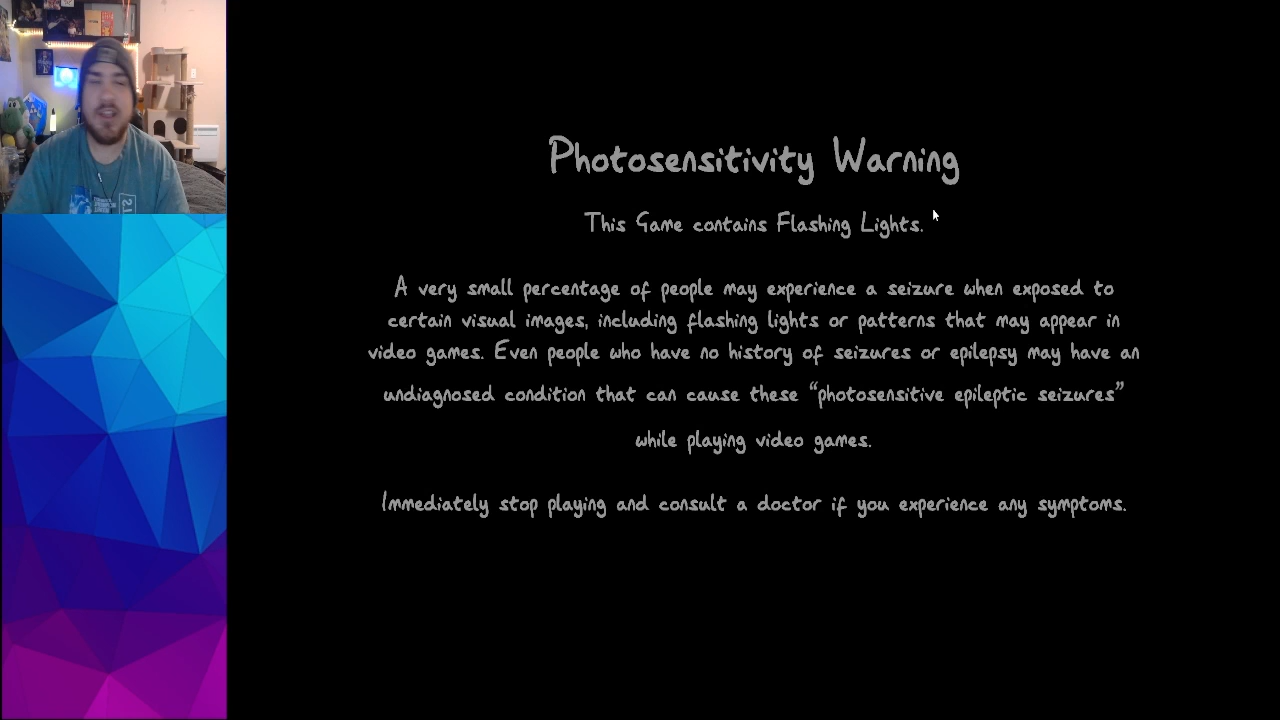 Photosensitivity Warning
This Game contains Flashing Lights.
A very small percentage of people may experience a seizure when exposed to
certain visual images, including flashing lights or patterns that may appear in
video games. Even people who have no history of seizures or epilepsy may have an
undiagnosed condition that can cause these “photosensitive epileptic seizures”
while playing video games.
Immediately stop playing and consult a doctor if you experience any symptoms.